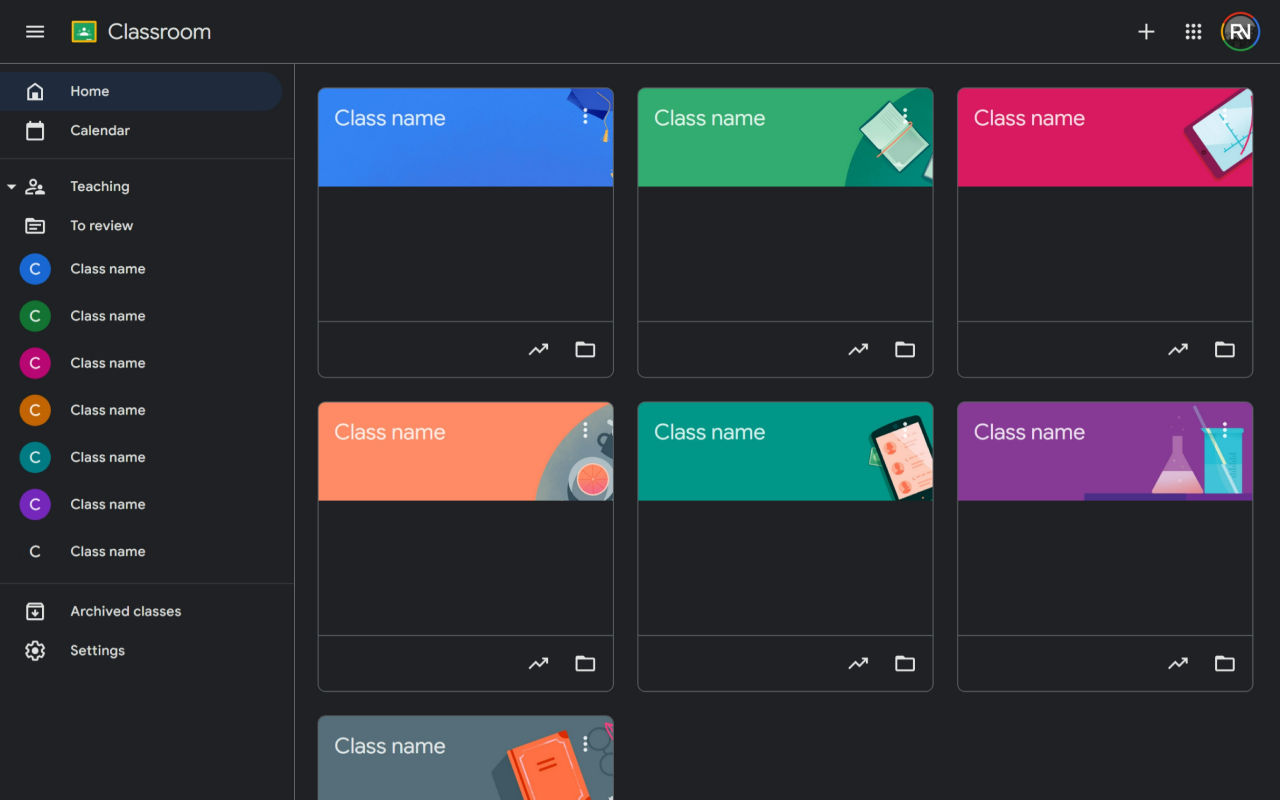 Classroom
RN
Home
Calendar
Teaching
To review
C Class name
C Class name
C Class name
C Class name
C Class name
C Class name
C Class name
Archived classes
Settings
Class name
Class name
Class name
Class name
Class name
Class name
Class name